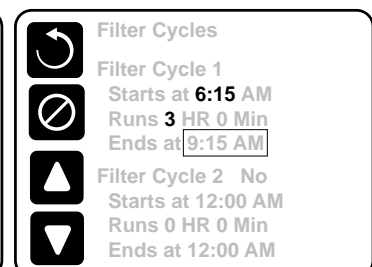 Filter Cycles
Filter Cycle 1
Starts at 6:15 AM
Runs 3 HR 0 Min
Ends at 9:15 AM
Filter Cycle 2 No
Starts at 12:00 AM
Runs 0 HR 0 Min
Ends at 12:00 AM